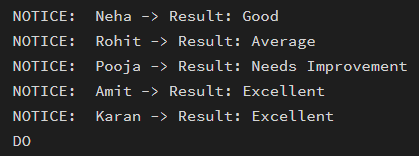 NOTICE:  Neha -> Result: Good
NOTICE:  Rohit -> Result: Average
NOTICE:  Pooja -> Result: Needs Improvement
NOTICE:  Amit -> Result: Excellent
NOTICE:  Karan -> Result: Excellent
DO